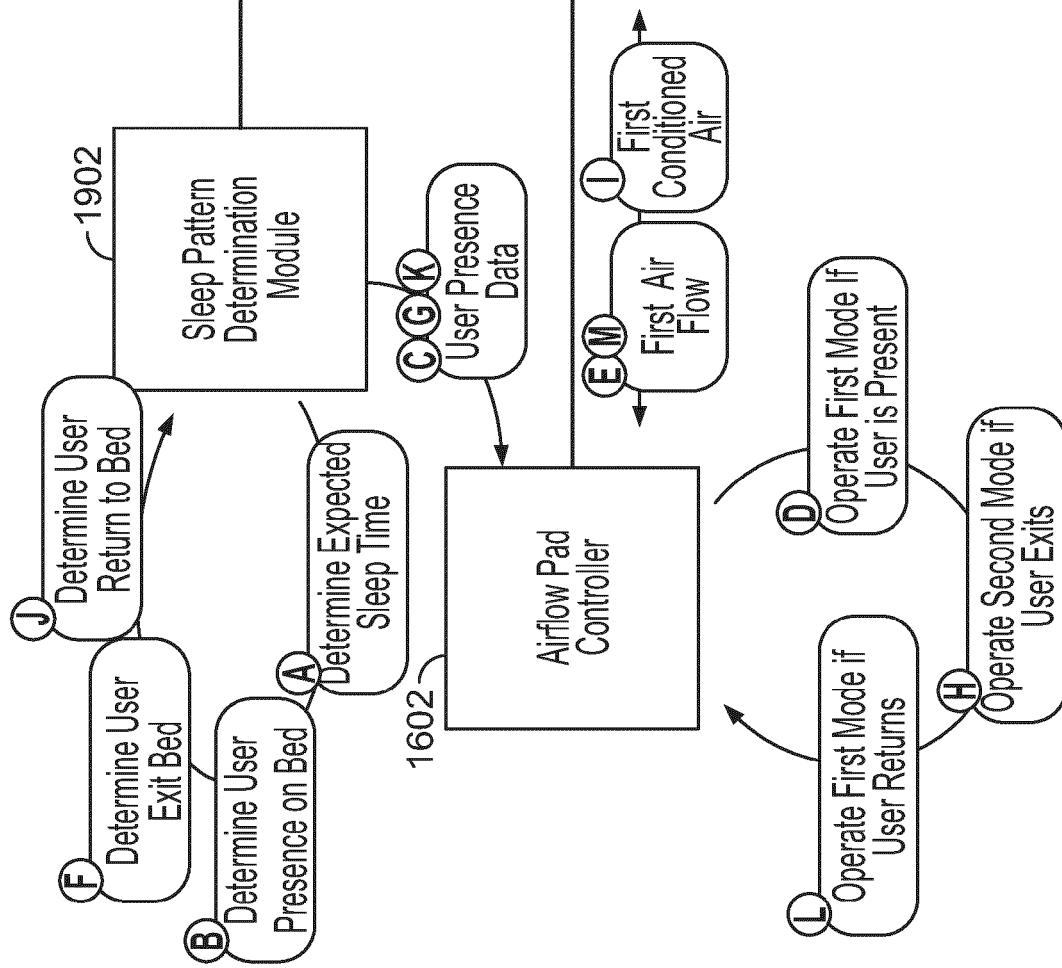 J
Determine User
Return to Bed
F
Determine User
Exit Bed
B
Determine User
Presence on Bed
A
Determine Expected
Sleep Time
1902
Sleep Pattern
Determination
Module
C G K
User Presence
Data
1602
Airflow Pad
Controller
E M
First Air
Flow
I
First
Conditioned
Air
D
Operate First Mode If
User is Present
H
Operate Second Mode if
User Exits
L
Operate First Mode if
User Returns